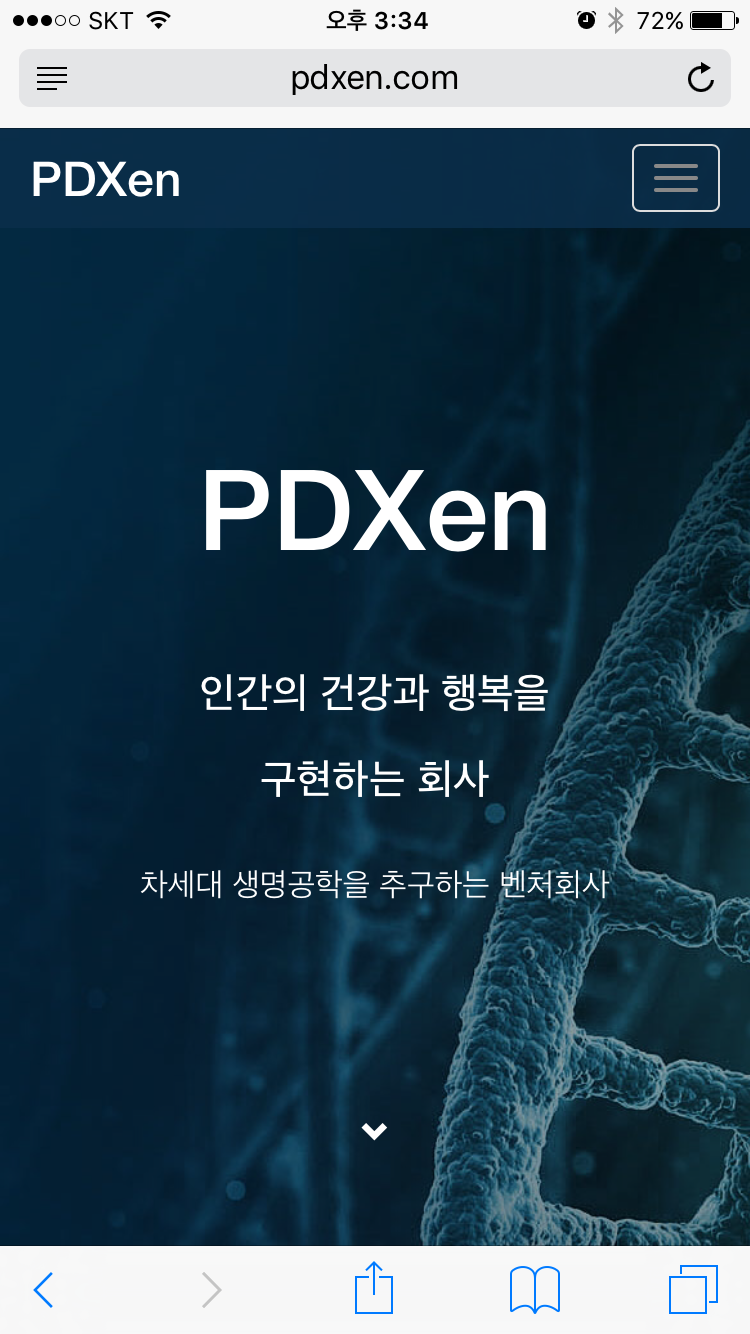 SKT 오후 3:34 72%
pdxen.com
PDXen
PDXen
인간의 건강과 행복을
구현하는 회사
차세대 생명공학을 추구하는 벤처회사